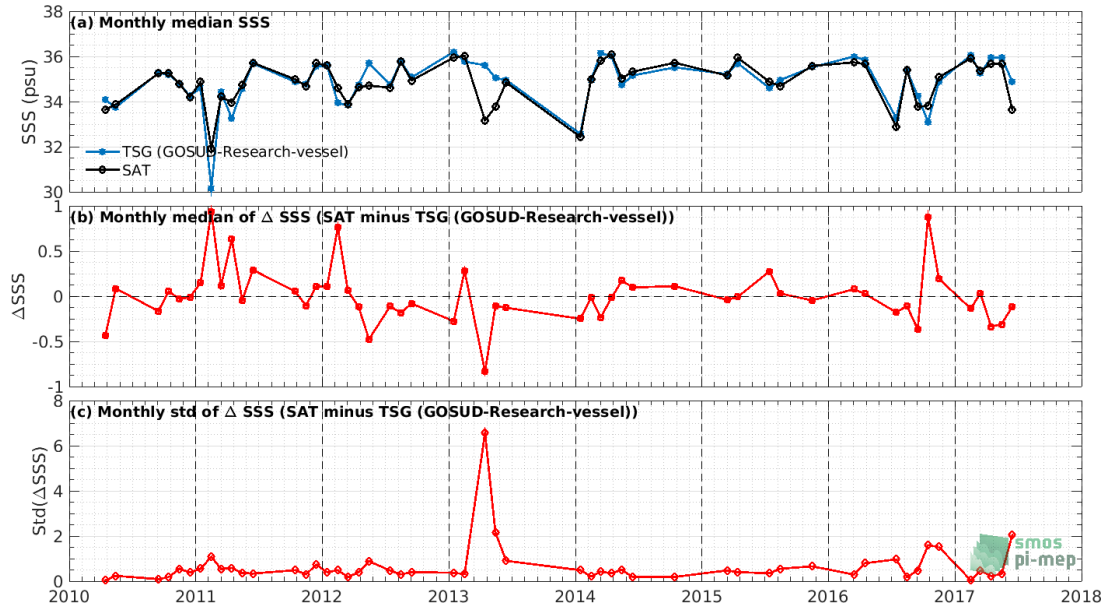 38
36
34
32
30
SSS (psu)
(a) Monthly median SSS
TSG (GOSUD-Research-vessel)
SAT
1
0.5
0
-0.5
-1
ΔSSS
(b) Monthly median of Δ SSS (SAT minus TSG (GOSUD-Research-vessel))
8
6
4
2
0
Std(ΔSSS)
(c) Monthly std of Δ SSS (SAT minus TSG (GOSUD-Research-vessel))
smos
pi-mep
2010 2011 2012 2013 2014 2015 2016 2017 2018